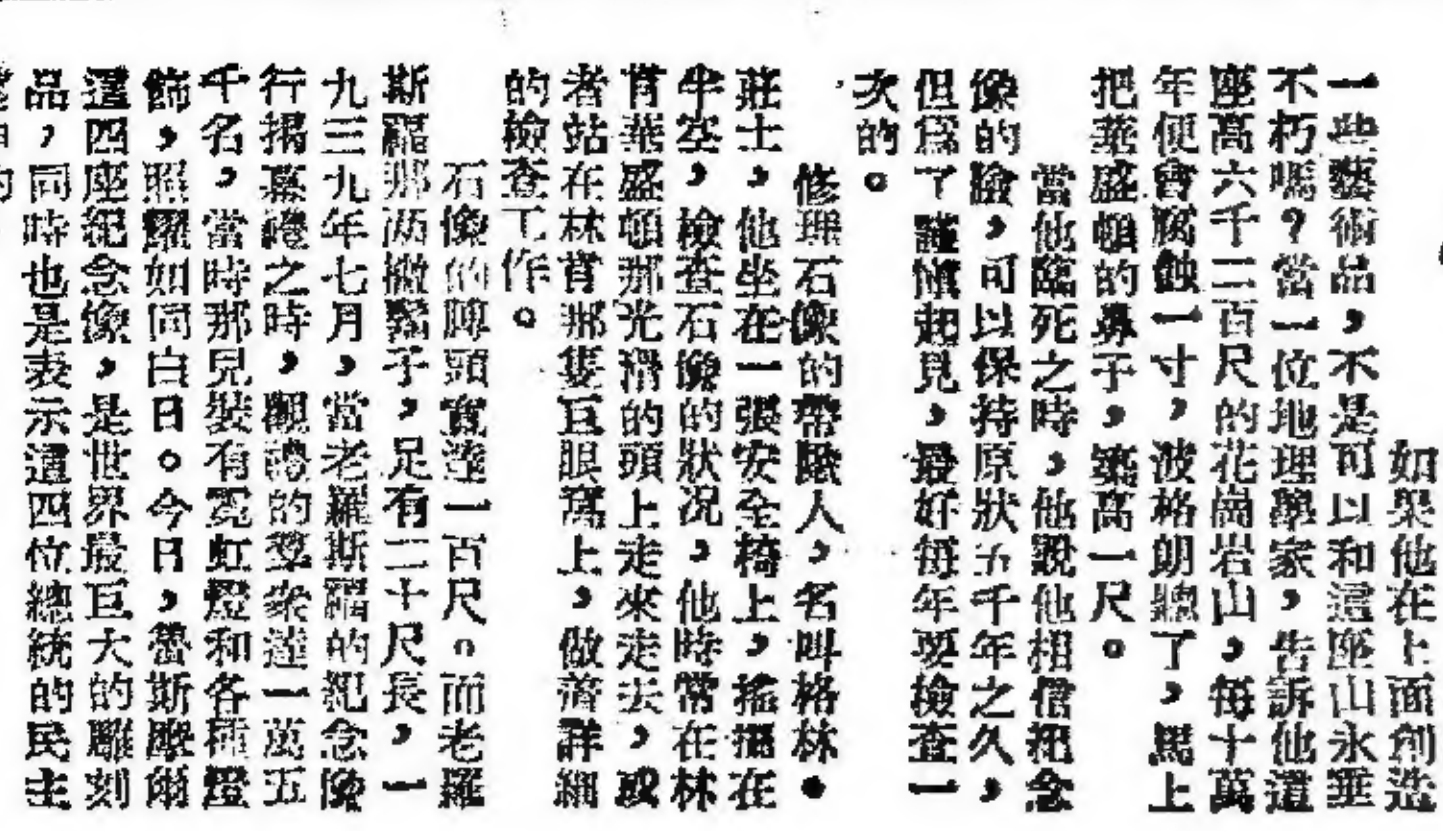 如果他在上面創造
一些藝術品，不是可以和這座山永垂
不朽嗎？當一位地理學家，告訴他這
座高六千二百尺的花崗岩山，每十萬
年便會腐蝕一寸，波格朗聽了，馬上
把華盛頓的鼻子，築高一尺。
當他臨死之時，他說他相信紀念
像的臉，可以保持原狀五千年之久，
但爲了謹愼起見，最好每年要檢查一
次的。
修理石像的帶職人，名叫格林・
莊士，他坐在一張安全椅上，搖擺在
半空，檢查石像的狀况，他時常在林
肯華盛頓那光滑的頭上走來走去，或
者站在林肯那隻巨眼窩上，做着詳細
的檢查工作。
石像的陣頭寬達一百尺。而老羅
斯羅那两撇鬍子，足有二十尺長，一
九三九年七月，當老羅斯羅的紀念像
行揭幕禮之時，觀禮的羣衆達一萬五
千名，當時那兒裝有霓虹燈和各種燈
飾，照耀如同白日。今日，魯斯摩爾
這四座紀念像，是世界最巨大的雕刻
品，同時也是表示這四位總統的民主